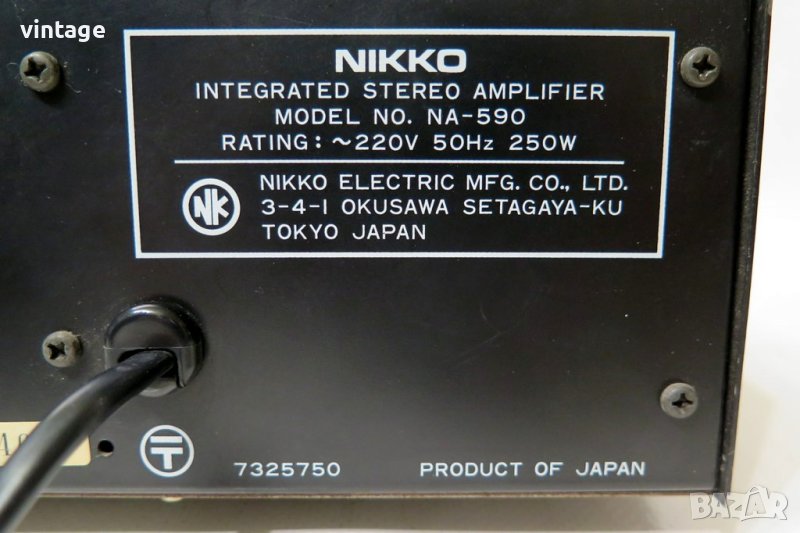 vintage
NIKKO
INTEGRATED STEREO AMPLIFIER
MODEL NO. NA-590
RATING: ~220V 50Hz 250W
NK
NIKKO ELECTRIC MFG. CO., LTD.
3-4-1 OKUSAWA SETAGAYA-KU
TOKYO JAPAN
7325750
PRODUCT OF JAPAN
BAZAR